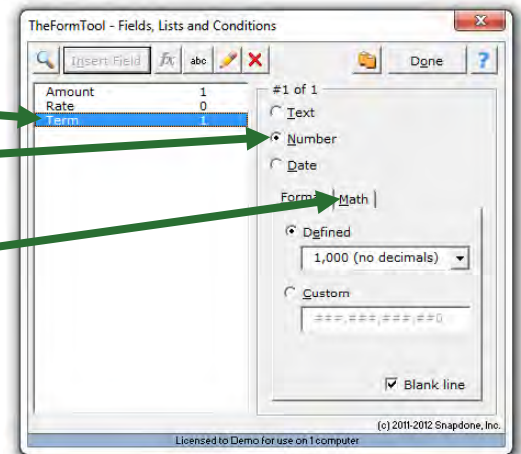 TheFormTool - Fields, Lists and Conditions
Insert Field fx abc Done ?
Amount 1
Rate 0
Term 1
#1 of 1
Text
Number
Date
Math
Defined
1,000 (no decimals)
Custom
###,###,###,##0
Blank line
(c) 2011-2012 Snapdone, Inc.
Licensed to Demo for use on 1 computer